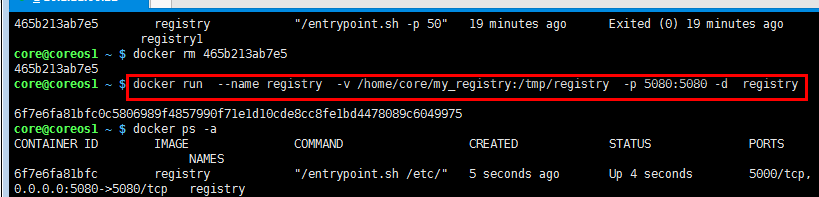 465b213ab7e5 registry "/entrypoint.sh -p 50" 19 minutes ago Exited (0) 19 minutes ago
registry1
core@coreos1 ~ $ docker rm 465b213ab7e5
465b213ab7e5
core@coreos1 ~ $ docker run --name registry -v /home/core/my_registry:/tmp/registry -p 5080:5080 -d registry
6f7e6fa81bfc0c5806989f4857990f71e1d10cde8cc8fe1bd4478089c6049975
core@coreos1 ~ $ docker ps -a
CONTAINER ID IMAGE COMMAND CREATED STATUS PORTS
NAMES
6f7e6fa81bfc registry "/entrypoint.sh /etc/" 5 seconds ago Up 4 seconds 5000/tcp,
0.0.0.0:5080->5080/tcp registry